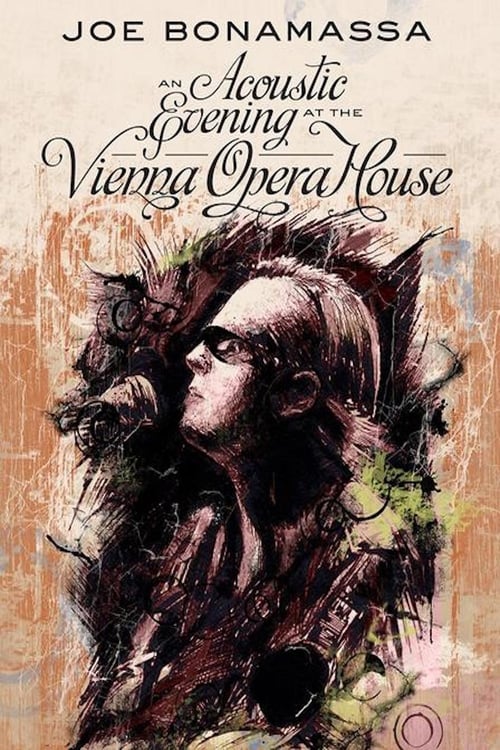 JOE BONAMASSA
AN Acoustic
Evening AT THE
Vienna Opera House